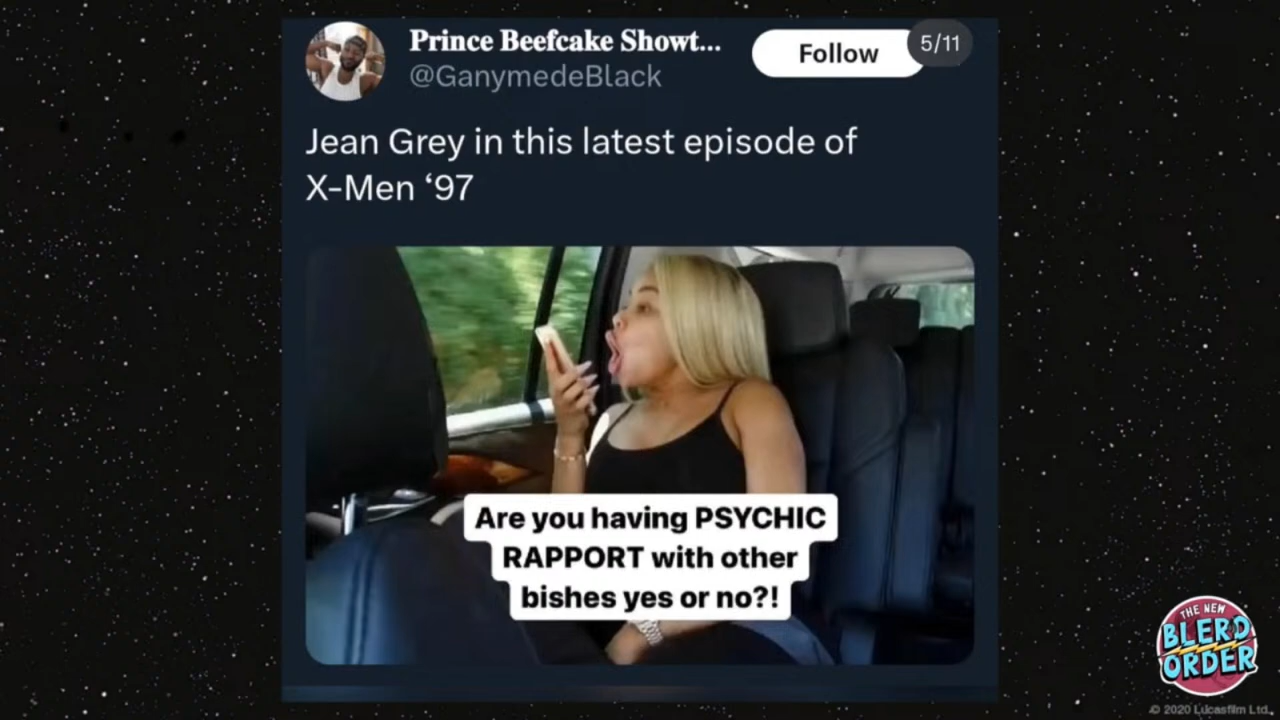 Prince Beefcake Showt...
@GanymedeBlack
Follow
5/11
Jean Grey in this latest episode of
X-Men ‘97
Are you having PSYCHIC
RAPPORT with other
bishes yes or no?!
THE NEW
BLERD
ORDER
© 2020 Lucasfilm Ltd.